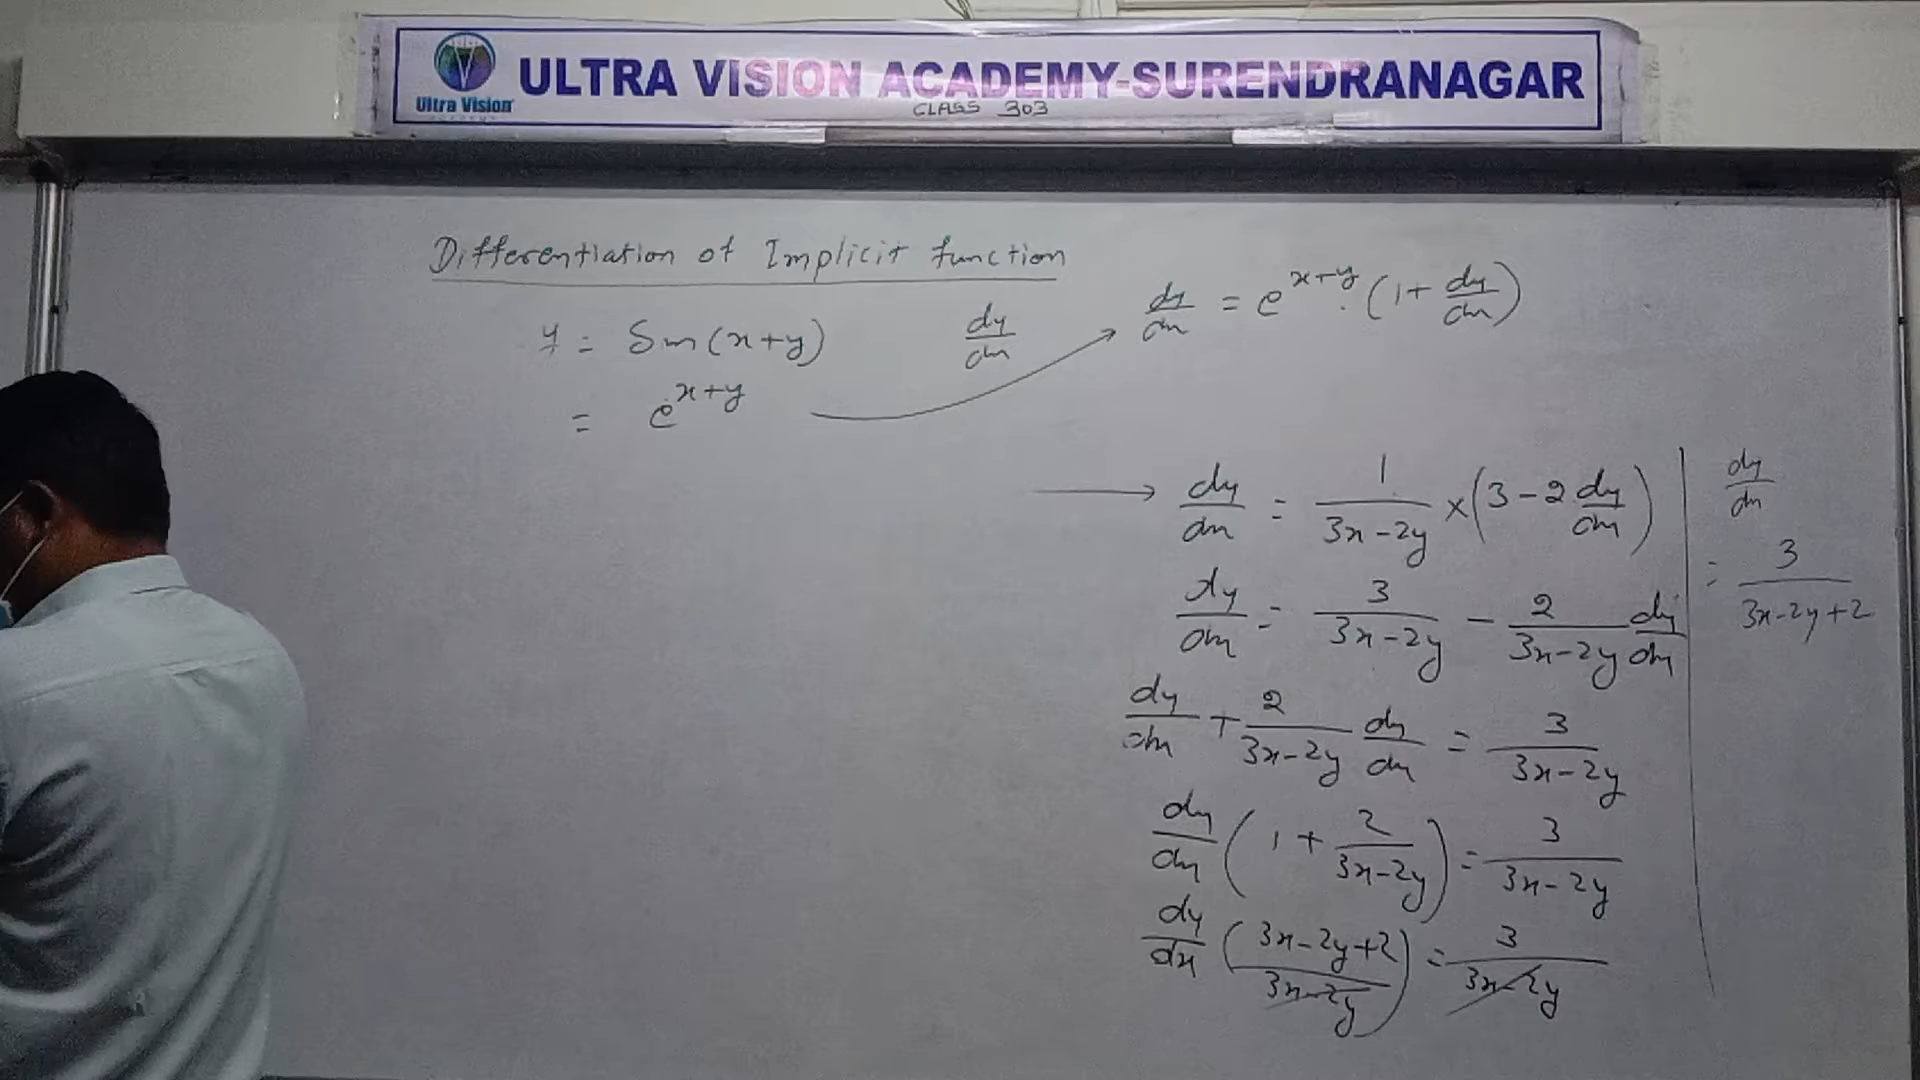 ULTRA VISION ACADEMY-SURENDRANAGAR
Ultra Vision
ACADEMY
CLASS 303
Differentiation of Implicit function
y = Sin(x+y)
dy/dx
= e^(x+y)
dy/dx = e^(x+y) . (1 + dy/dx)
dy/dx = 1/(3x-2y) × (3 - 2 dy/dx)
dy/dx = 3/(3x-2y) - 2/(3x-2y) dy/dx
dy/dx + 2/(3x-2y) dy/dx = 3/(3x-2y)
dy/dx (1 + 2/(3x-2y)) = 3/(3x-2y)
dy/dx ((3x-2y+2)/(3x-2y)) = 3/(3x-2y)
dy/dx
= 3/(3x-2y+2)